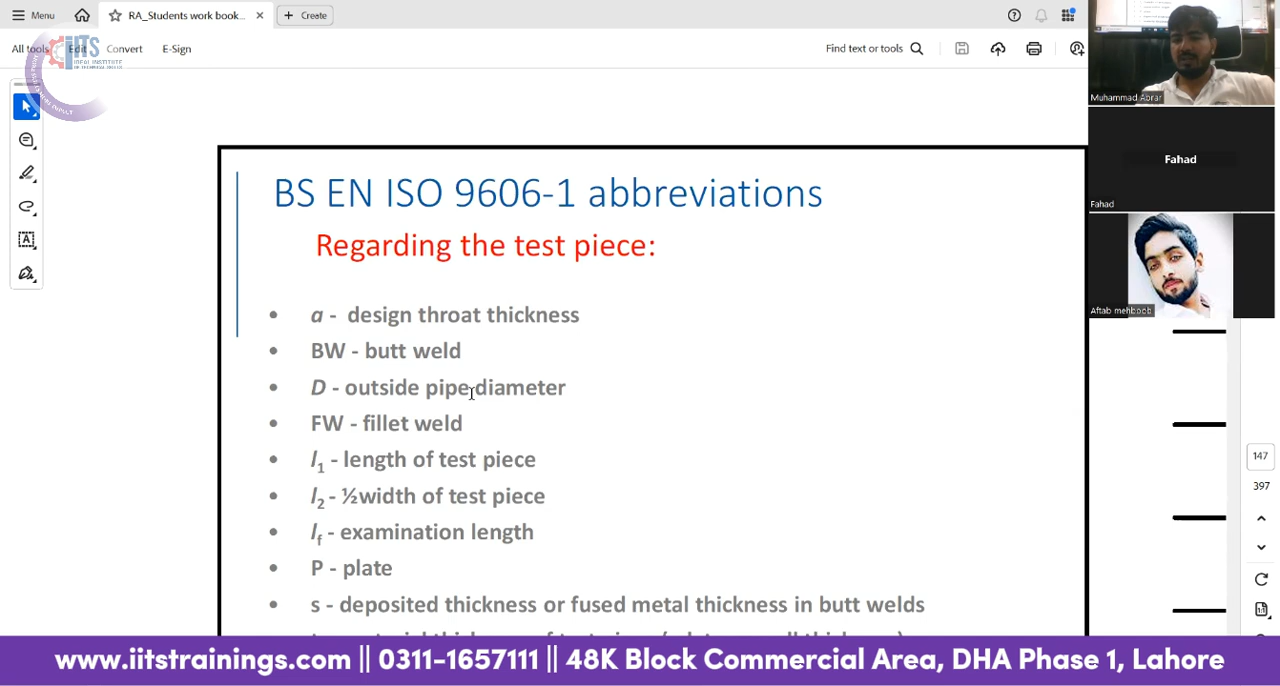 Menu
RA_Students work book...
Create
All tools Edit Convert E-Sign
Find text or tools
iiTS
IDEAL INSTITUTE
Muhammad Abrar
Fahad
Fahad
Aftab mehboob
BS EN ISO 9606-1 abbreviations
Regarding the test piece:
• a - design throat thickness
• BW - butt weld
• D - outside pipe diameter
• FW - fillet weld
• l1 - length of test piece
• l2 - ½width of test piece
• lf - examination length
• P - plate
• s - deposited thickness or fused metal thickness in butt welds
147
397
www.iitstrainings.com || 0311-1657111 || 48K Block Commercial Area, DHA Phase 1, Lahore